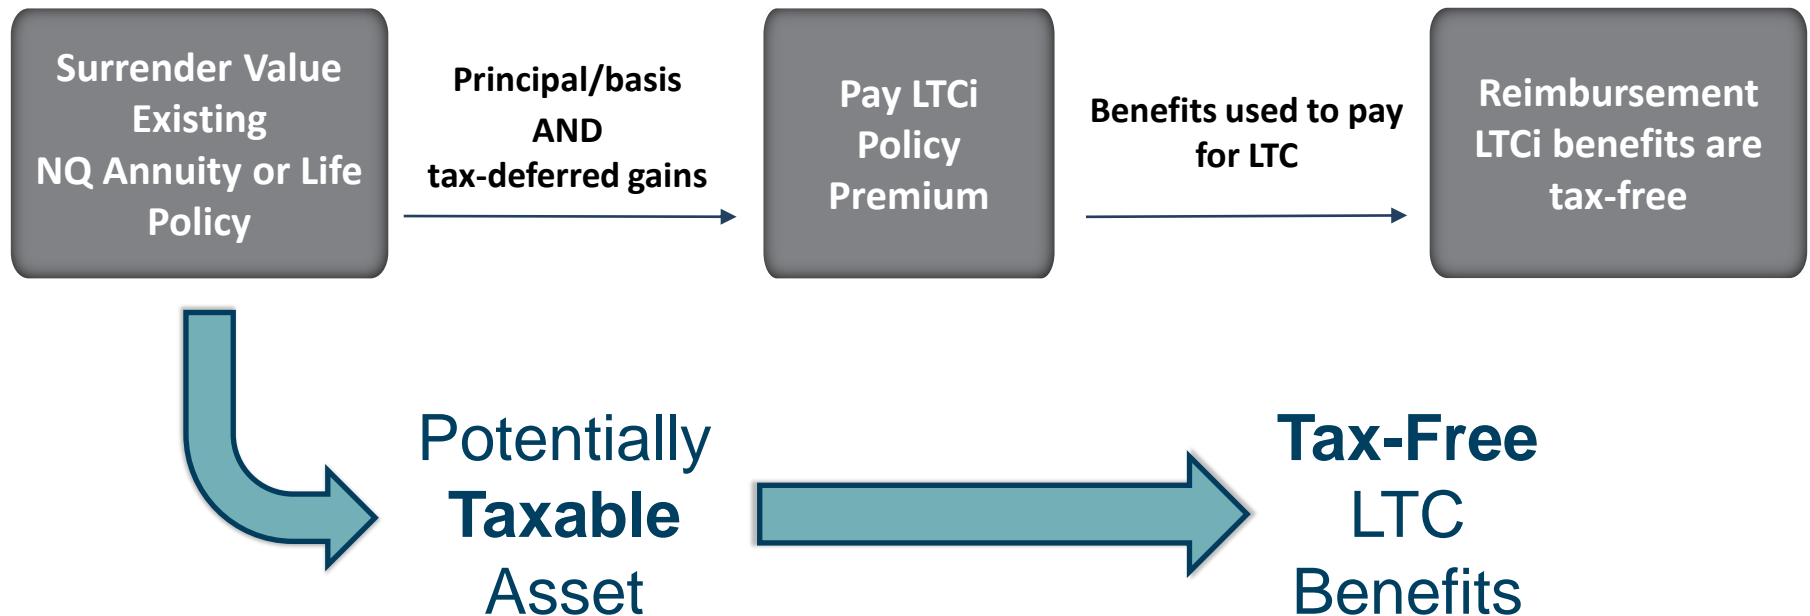 Surrender Value
Existing
NQ Annuity or Life
Policy
Principal/basis
AND
tax-deferred gains
Pay LTCi
Policy
Premium
Benefits used to pay
for LTC
Reimbursement
LTCi benefits are
tax-free
Potentially
Taxable
Asset
Tax-Free
LTC
Benefits